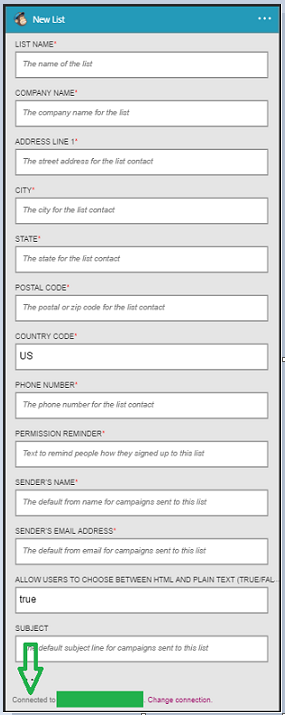 New List
LIST NAME*
The name of the list
COMPANY NAME*
The company name for the list
ADDRESS LINE 1*
The street address for the list contact
CITY*
The city for the list contact
STATE*
The state for the list contact
POSTAL CODE*
The postal or zip code for the list contact
COUNTRY CODE*
US
PHONE NUMBER*
The phone number for the list contact
PERMISSION REMINDER*
Text to remind people how they signed up to this list
SENDER'S NAME*
The default from name for campaigns sent to this list
SENDER'S EMAIL ADDRESS*
The default from email for campaigns sent to this list
ALLOW USERS TO CHOOSE BETWEEN HTML AND PLAIN TEXT (TRUE/FAL...
true
SUBJECT
The default subject line for campaigns sent to this list
Connected to Change connection.